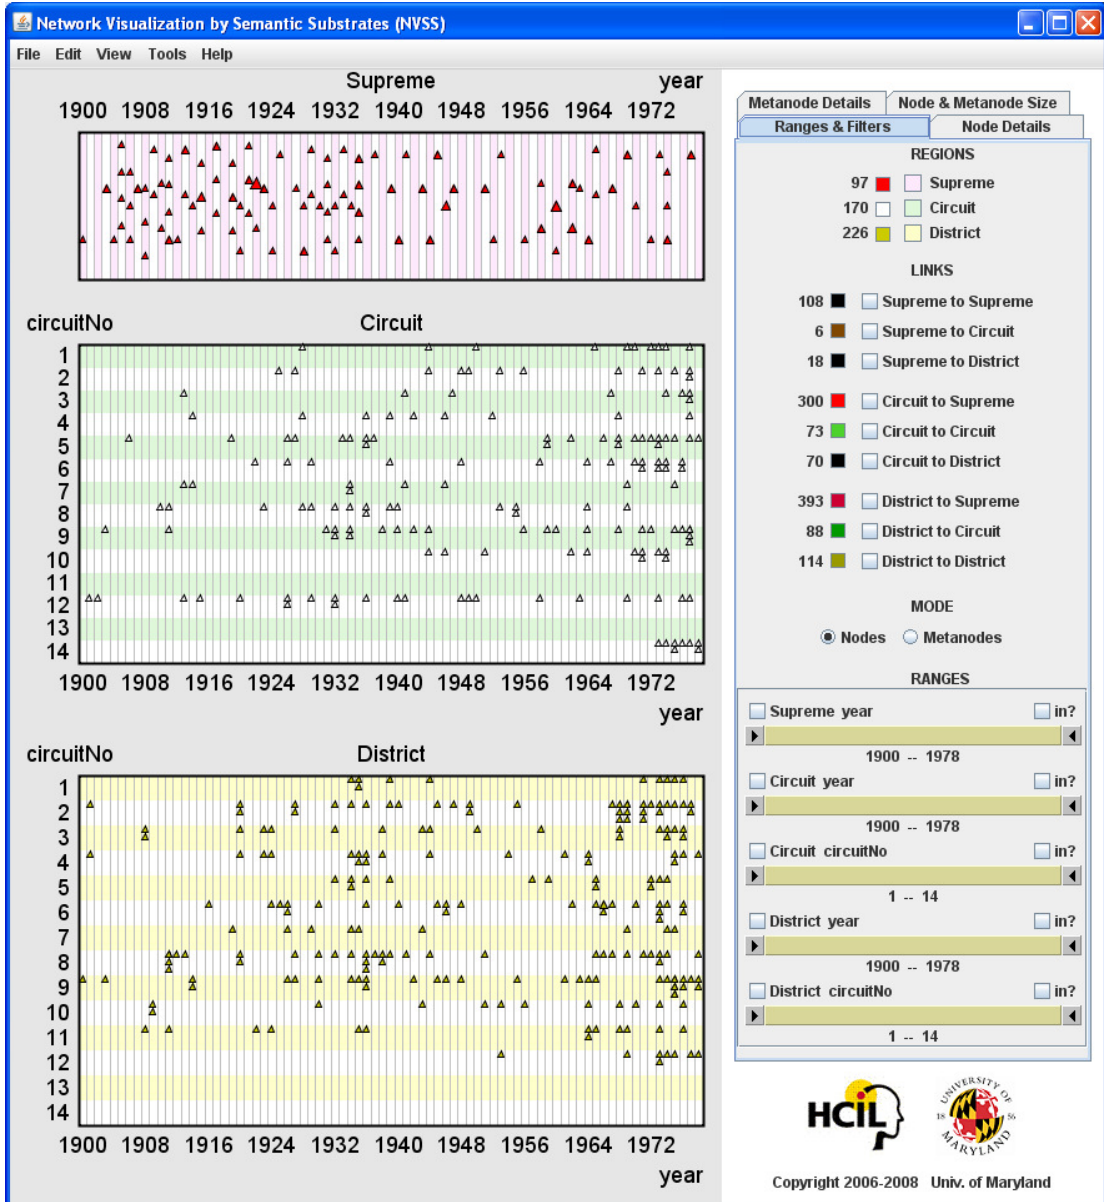 Network Visualization by Semantic Substrates (NVSS)
File Edit View Tools Help
Supreme year
1900 1908 1916 1924 1932 1940 1948 1956 1964 1972
circuitNo Circuit
1
2
3
4
5
6
7
8
9
10
11
12
13
14
1900 1908 1916 1924 1932 1940 1948 1956 1964 1972
year
circuitNo District
1
2
3
4
5
6
7
8
9
10
11
12
13
14
1900 1908 1916 1924 1932 1940 1948 1956 1964 1972
year
Metanode Details Node & Metanode Size
Ranges & Filters Node Details
REGIONS
97 Supreme
170 Circuit
226 District
LINKS
108 Supreme to Supreme
6 Supreme to Circuit
18 Supreme to District
300 Circuit to Supreme
73 Circuit to Circuit
70 Circuit to District
393 District to Supreme
88 District to Circuit
114 District to District
MODE
Nodes Metanodes
RANGES
Supreme year in?
1900 -- 1978
Circuit year in?
1900 -- 1978
Circuit circuitNo in?
1 -- 14
District year in?
1900 -- 1978
District circuitNo in?
1 -- 14
HCIL
UNIVERSITY OF
18 56
MARYLAND
Copyright 2006-2008 Univ. of Maryland